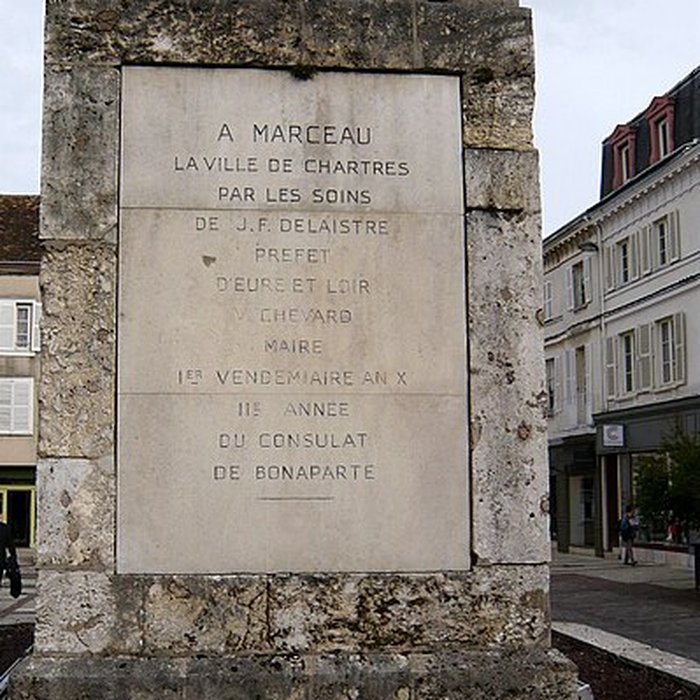 A MARCEAU
LA VILLE DE CHARTRES
PAR LES SOINS
DE J.F. DELAISTRE
PREFET
D'EURE ET LOIR
V. CHEVARD
MAIRE
1ER VENDEMIAIRE AN X
IIE ANNEE
DU CONSULAT
DE BONAPARTE